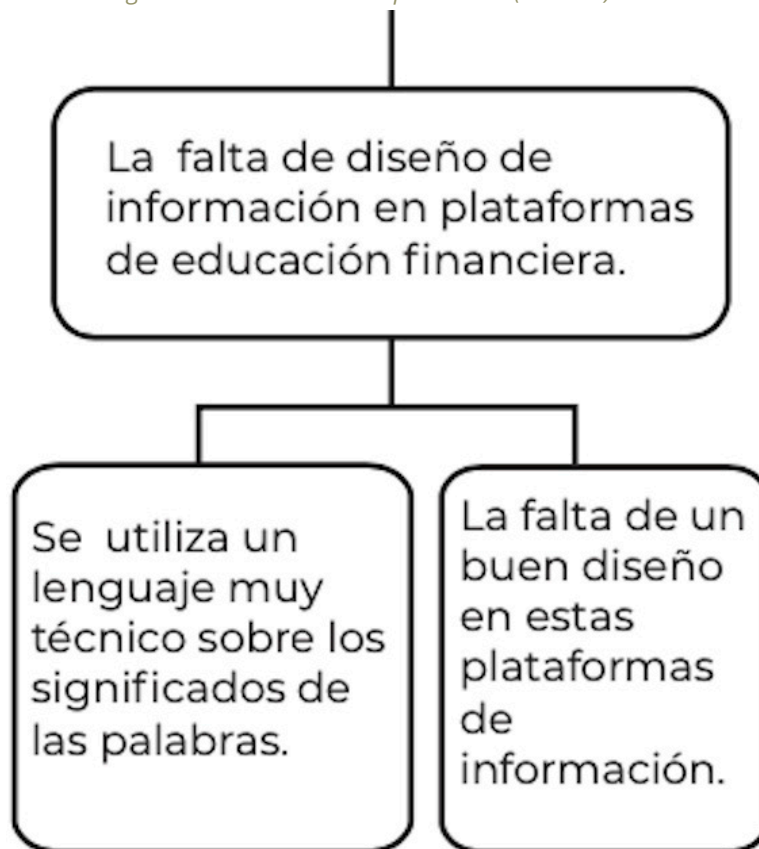 La falta de diseño de
información en plataformas
de educación financiera.
Se utiliza un
lenguaje muy
técnico sobre los
significados de
las palabras.
La falta de un
buen diseño
en estas
plataformas
de
información.